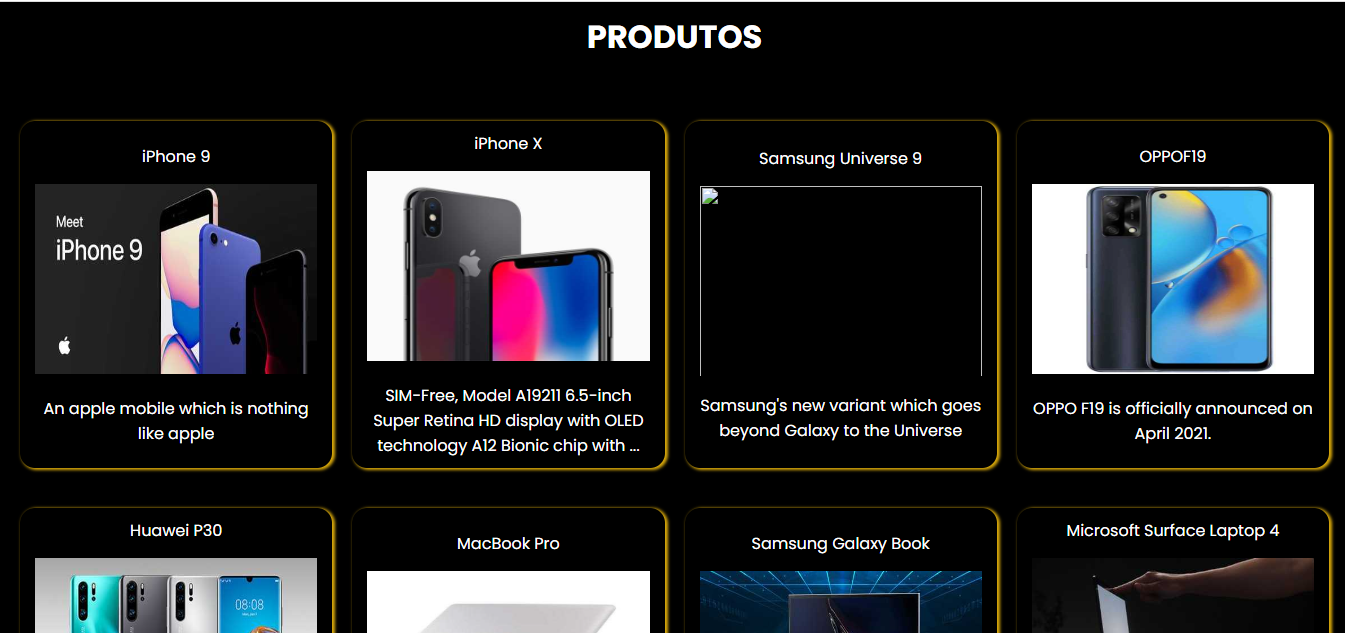 PRODUTOS
iPhone 9
Meet
iPhone 9
An apple mobile which is nothing
like apple
iPhone X
SIM-Free, Model A19211 6.5-inch
Super Retina HD display with OLED
technology A12 Bionic chip with ...
Samsung Universe 9
Samsung's new variant which goes
beyond Galaxy to the Universe
OPPOF19
OPPO F19 is officially announced on
April 2021.
Huawei P30
08:08
MacBook Pro
Samsung Galaxy Book
Microsoft Surface Laptop 4